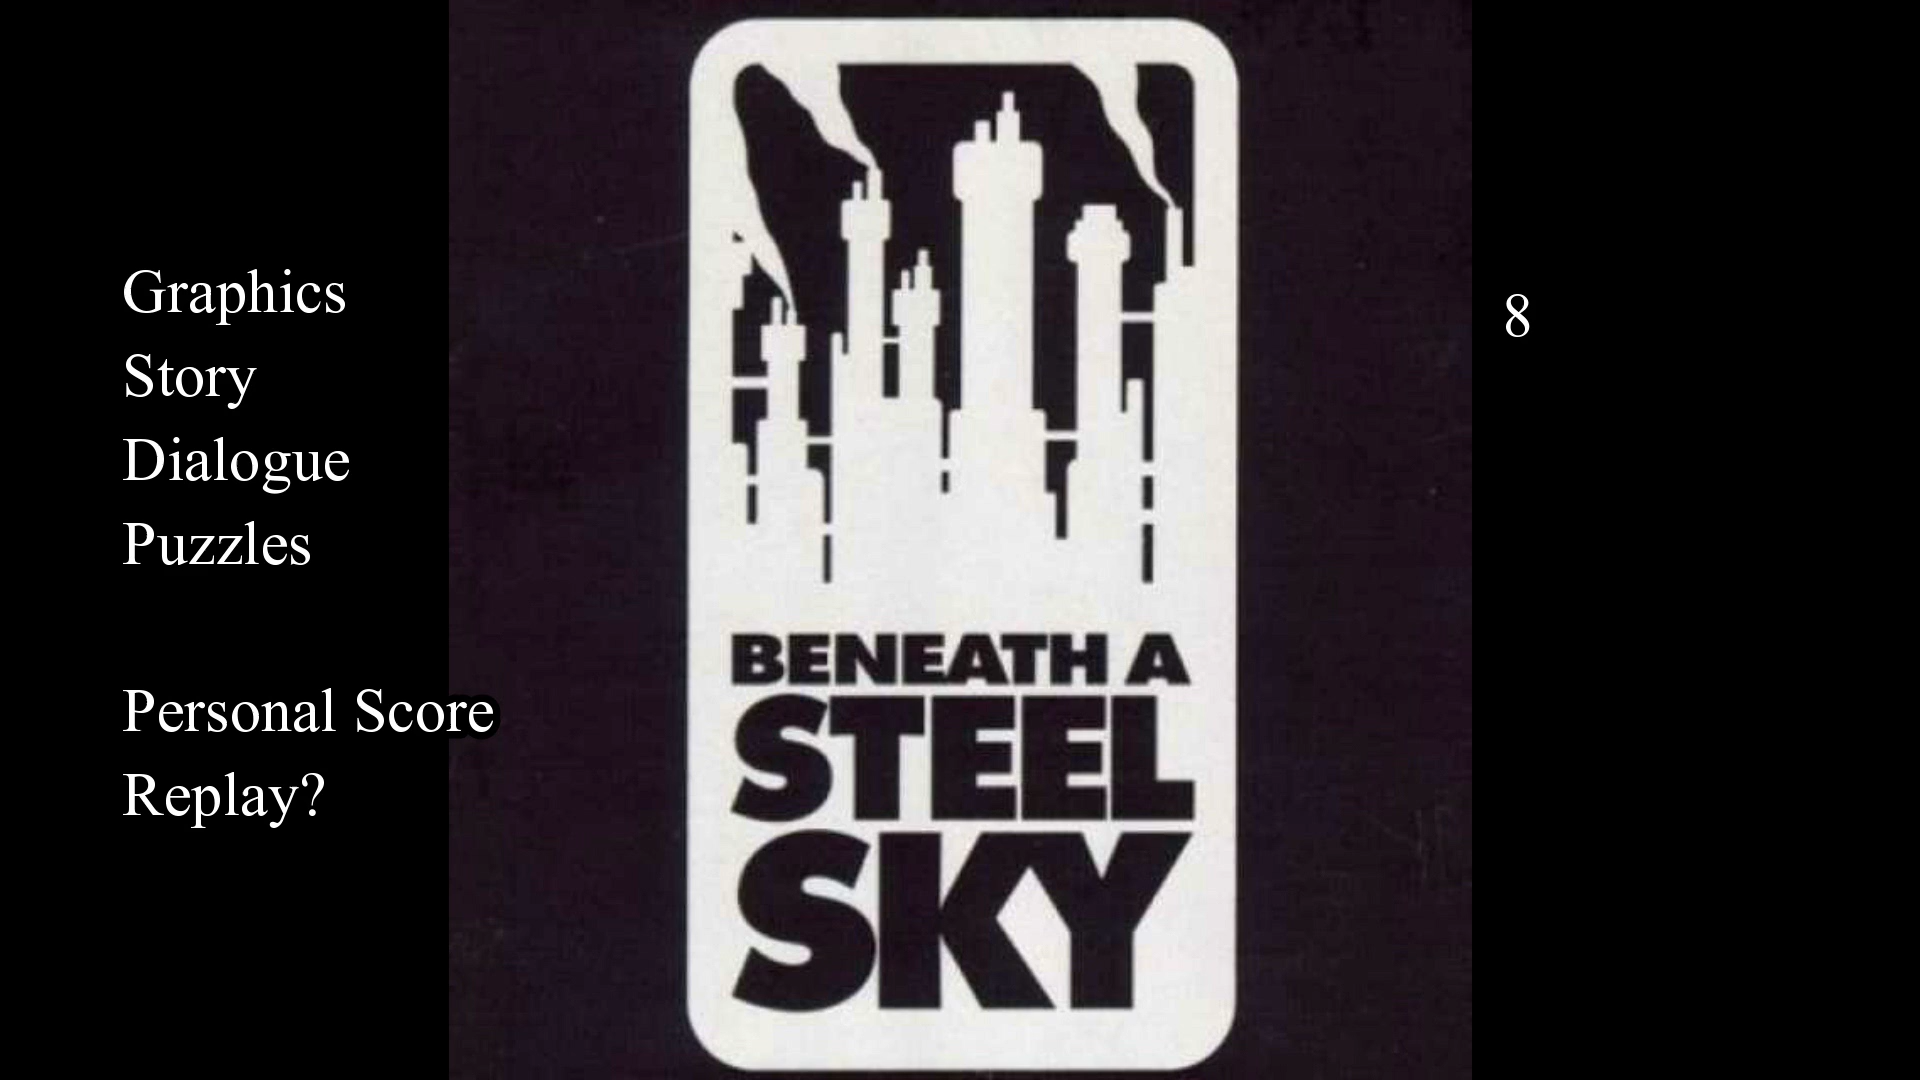 Graphics
8
Story
Dialogue
Puzzles
Personal Score
Replay?
BENEATH A
STEEL
SKY